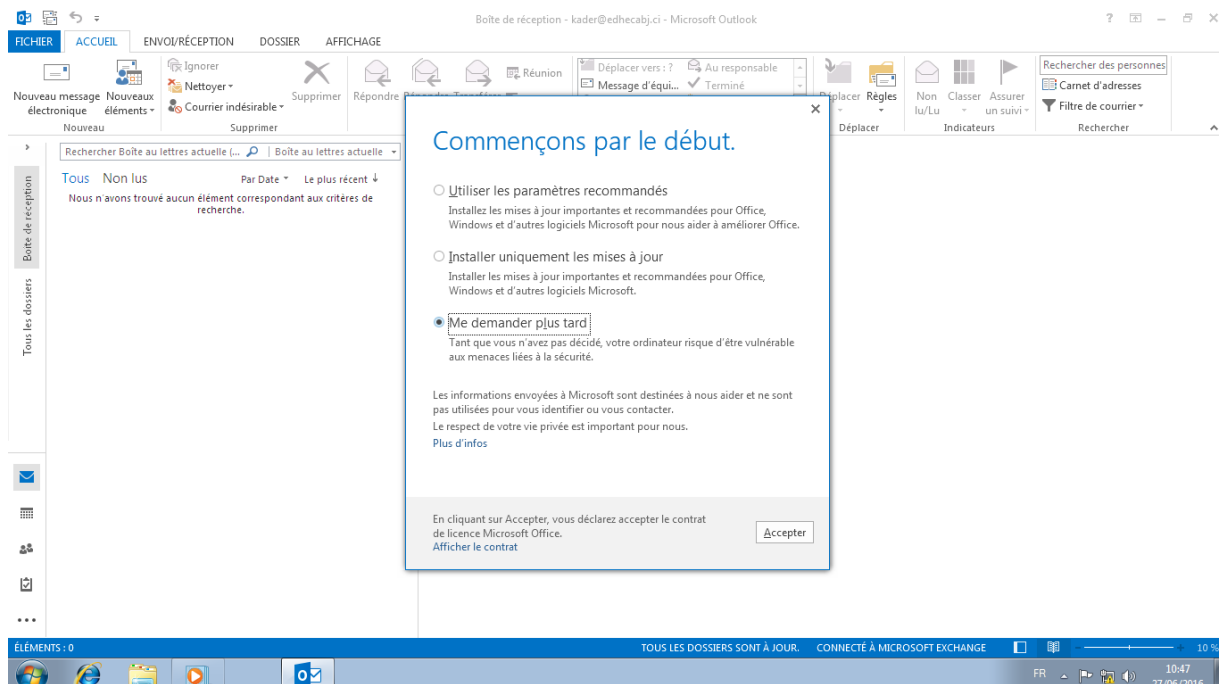 Boîte de réception - kader@edhecabj.ci - Microsoft Outlook
FICHIER ACCUEIL ENVOI/RÉCEPTION DOSSIER AFFICHAGE
Nouveau message électronique
Nouveaux éléments
Nouveau
Ignorer
Nettoyer
Courrier indésirable
Supprimer
Supprimer
Répondre
Réunion
Déplacer vers : ?
Message d'équi...
Au responsable
Terminé
Règles
Déplacer
Non lu/Lu
Classer
Assurer un suivi
Indicateurs
Rechercher des personnes
Carnet d'adresses
Filtre de courrier
Rechercher
Rechercher Boîte au lettres actuelle (...
Boîte au lettres actuelle
Tous Non lus
Par Date Le plus récent
Nous n'avons trouvé aucun élément correspondant aux critères de
recherche.
Boîte de réception
Tous les dossiers
Commençons par le début.
Utiliser les paramètres recommandés
Installez les mises à jour importantes et recommandées pour Office,
Windows et d'autres logiciels Microsoft pour nous aider à améliorer Office.
Installer uniquement les mises à jour
Installer les mises à jour importantes et recommandées pour Office,
Windows et d'autres logiciels Microsoft.
Me demander plus tard
Tant que vous n'avez pas décidé, votre ordinateur risque d'être vulnérable
aux menaces liées à la sécurité.
Les informations envoyées à Microsoft sont destinées à nous aider et ne sont
pas utilisées pour vous identifier ou vous contacter.
Le respect de votre vie privée est important pour nous.
Plus d'infos
En cliquant sur Accepter, vous déclarez accepter le contrat
de licence Microsoft Office.
Afficher le contrat
Accepter
ÉLÉMENTS : 0
TOUS LES DOSSIERS SONT À JOUR. CONNECTÉ À MICROSOFT EXCHANGE 10 %
FR
10:47
27/06/2016